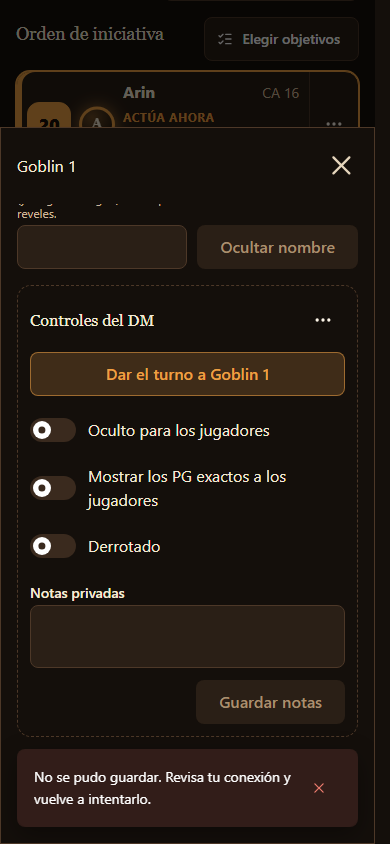 Orden de iniciativa
Elegir objetivos
Arin
CA 16
20
A
ACTÚA AHORA
Goblin 1
reveles.
Ocultar nombre
Controles del DM
Dar el turno a Goblin 1
Oculto para los jugadores
Mostrar los PG exactos a los
jugadores
Derrotado
Notas privadas
Guardar notas
No se pudo guardar. Revisa tu conexión y
vuelve a intentarlo.